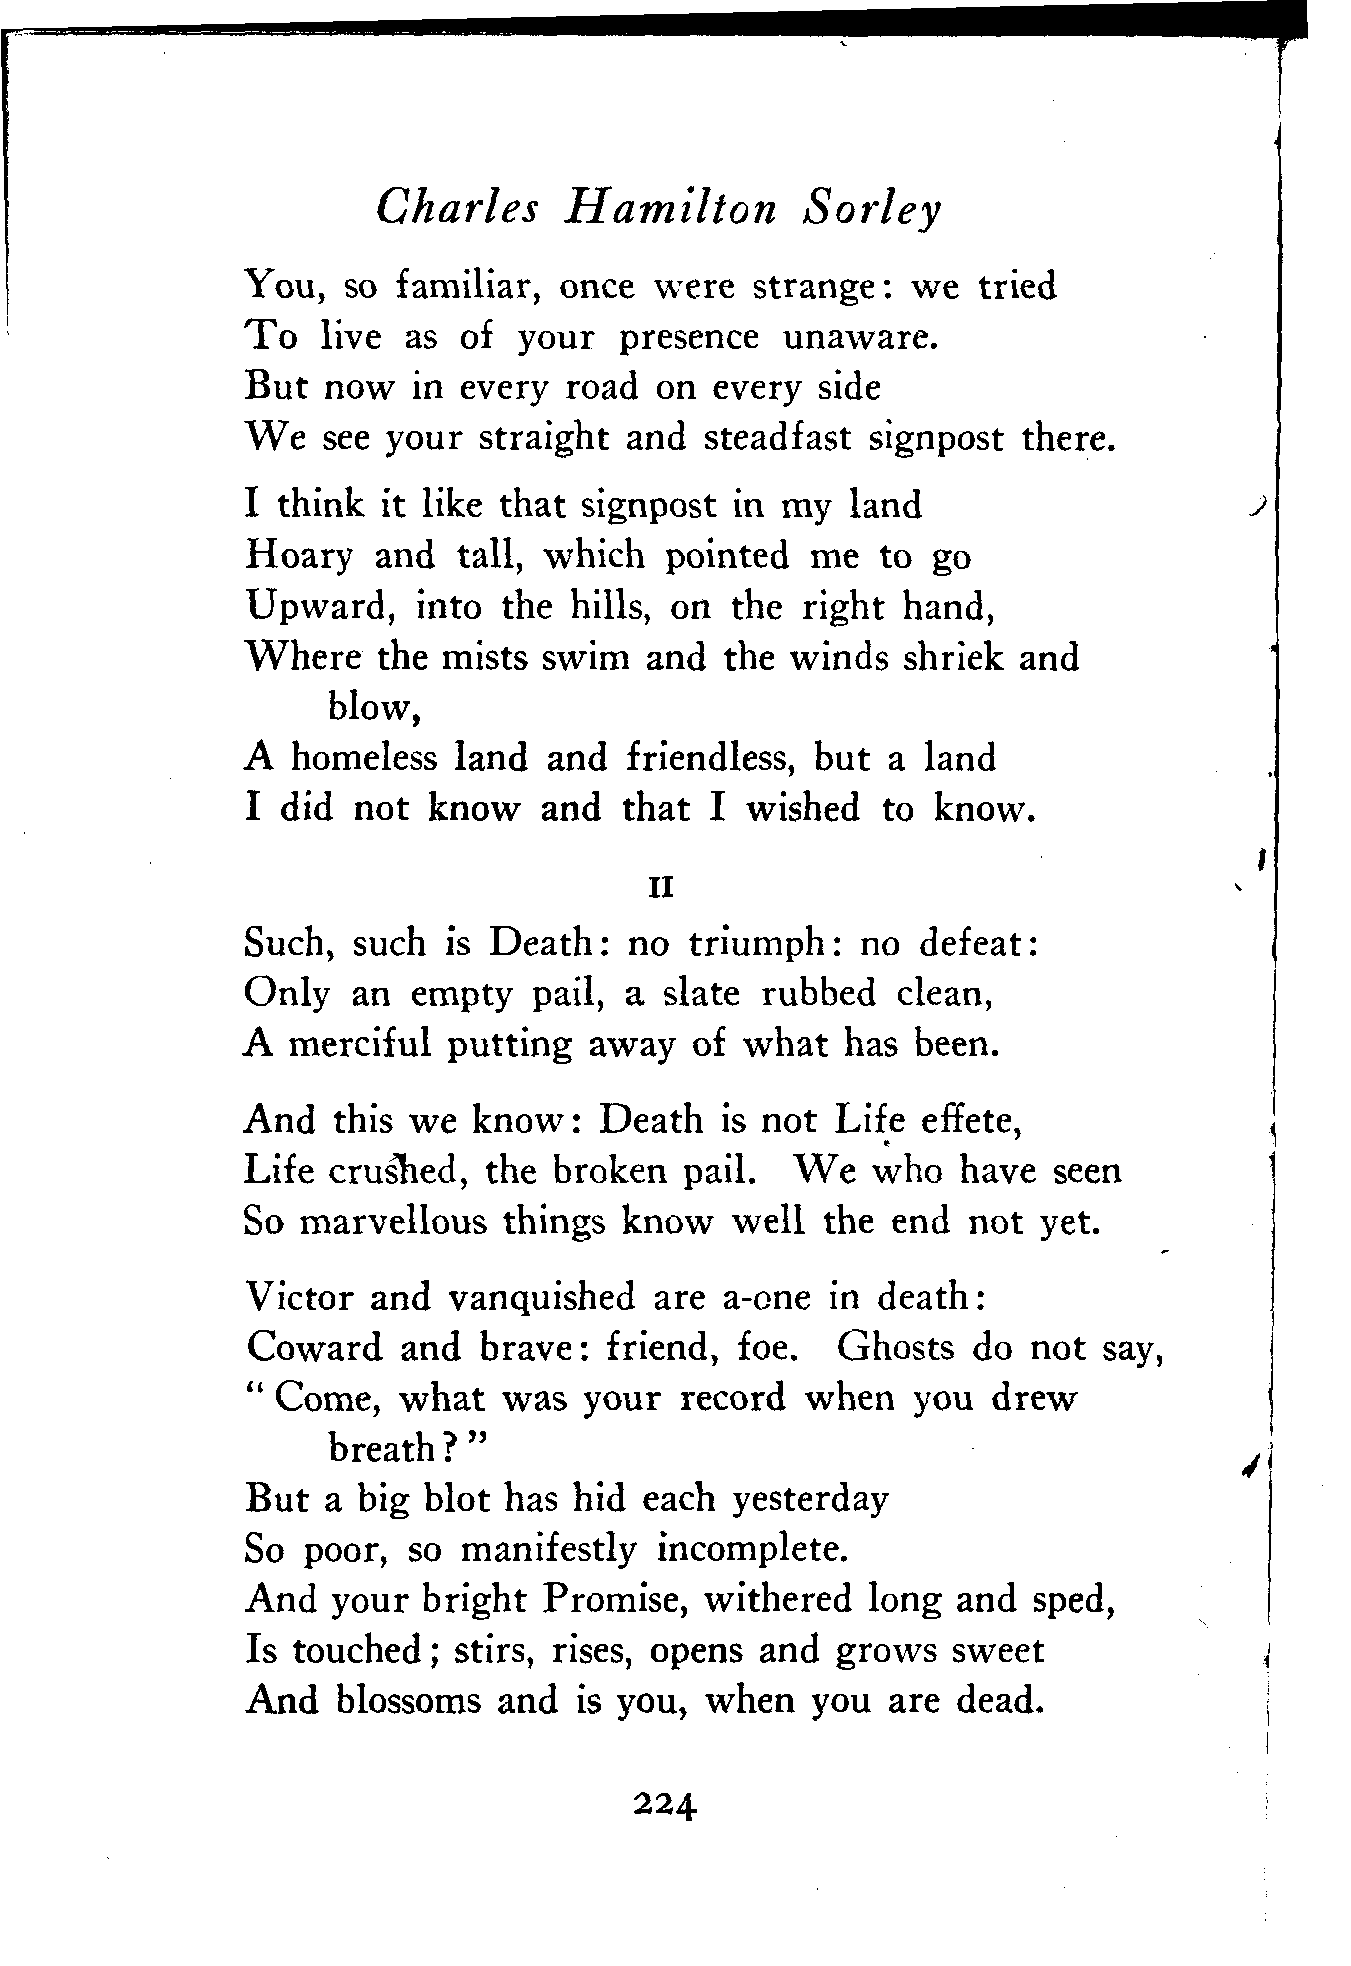 Charles Hamilton Sorley
You, so familiar, once were strange: we tried
To live as of your presence unaware.
But now in every road on every side
We see your straight and steadfast signpost there.
I think it like that signpost in my land
Hoary and tall, which pointed me to go
Upward, into the hills, on the right hand,
Where the mists swim and the winds shriek and
blow,
A homeless land and friendless, but a land
I did not know and that I wished to know.
II
Such, such is Death: no triumph: no defeat:
Only an empty pail, a slate rubbed clean,
A merciful putting away of what has been.
And this we know: Death is not Life effete,
Life crushed, the broken pail. We who have seen
So marvellous things know well the end not yet.
Victor and vanquished are a-one in death:
Coward and brave: friend, foe. Ghosts do not say,
“Come, what was your record when you drew
breath?”
But a big blot has hid each yesterday
So poor, so manifestly incomplete.
And your bright Promise, withered long and sped,
Is touched; stirs, rises, opens and grows sweet
And blossoms and is you, when you are dead.
224